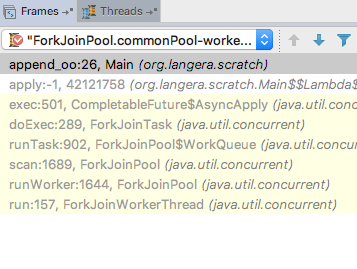 Frames
Threads
"ForkJoinPool.commonPool-worke...
append_oo:26, Main (org.langera.scratch)
apply:-1, 42121758 (org.langera.scratch.Main$$Lambda$
exec:501, CompletableFuture$AsyncApply (java.util.concurrent)
doExec:289, ForkJoinTask (java.util.concurrent)
runTask:902, ForkJoinPool$WorkQueue (java.util.concurrent)
scan:1689, ForkJoinPool (java.util.concurrent)
runWorker:1644, ForkJoinPool (java.util.concurrent)
run:157, ForkJoinWorkerThread (java.util.concurrent)